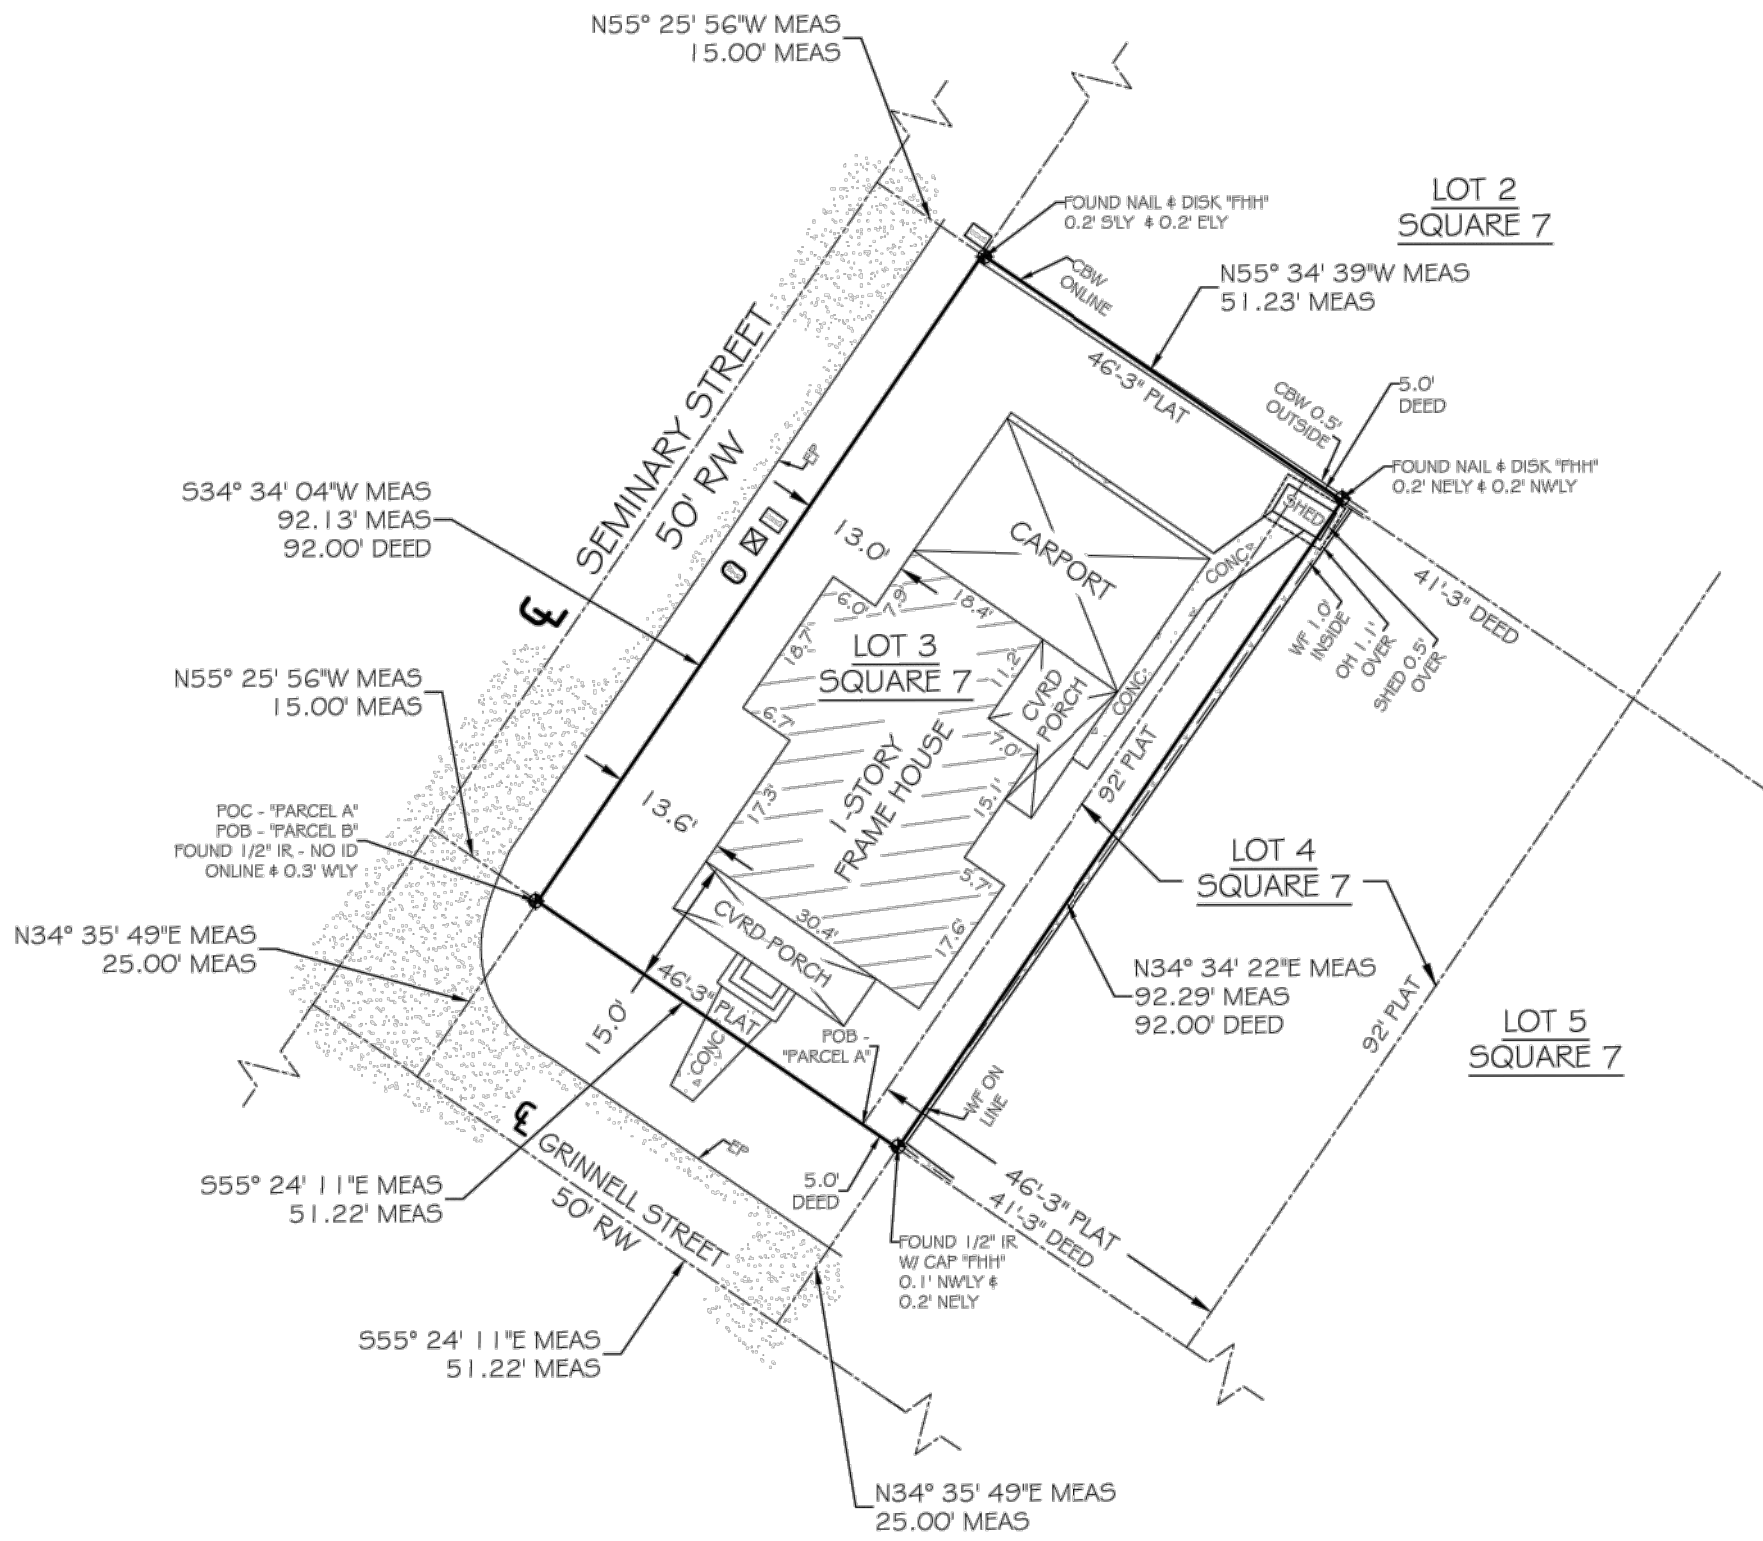 N55° 25' 56"W MEAS
15.00' MEAS
LOT 2
SQUARE 7
FOUND NAIL & DISK "FHH"
0.2' S'LY & 0.2' E'LY
CBW
ONLINE
N55° 34' 39"W MEAS
51.23' MEAS
46'-3" PLAT
CBW 0.5'
OUTSIDE
5.0'
DEED
FOUND NAIL & DISK "FHH"
0.2' NE'LY & 0.2' NW'LY
SEMINARY STREET
50' R/W
EP
S34° 34' 04"W MEAS
92.13' MEAS
92.00' DEED
13.0'
CARPORT
SHED
CONC
41'-3" DEED
WF 1.0'
INSIDE
OH 1.1'
OVER
SHED 0.5'
OVER
6.0'
7.9'
18.4'
18.7'
LOT 3
SQUARE 7
11.2'
CVRD
PORCH
CONC
6.7'
7.0'
N55° 25' 56"W MEAS
15.00' MEAS
1-STORY
FRAME HOUSE
92' PLAT
17.3'
15.1'
13.6'
POC - "PARCEL A"
POB - "PARCEL B"
FOUND 1/2" IR - NO ID
ONLINE & 0.3' W'LY
LOT 4
SQUARE 7
5.7'
CVRD PORCH
30.4'
17.6'
N34° 35' 49"E MEAS
25.00' MEAS
46'-3" PLAT
N34° 34' 22"E MEAS
92.29' MEAS
92.00' DEED
92' PLAT
LOT 5
SQUARE 7
15.0'
CONC
POB -
"PARCEL A"
WF ON
LINE
GRINNELL STREET
50' R/W
EP
S55° 24' 11"E MEAS
51.22' MEAS
5.0'
DEED
46'-3" PLAT
41'-3" DEED
FOUND 1/2" IR
W/ CAP "FHH"
0.1' NW'LY &
0.2' NE'LY
S55° 24' 11"E MEAS
51.22' MEAS
N34° 35' 49"E MEAS
25.00' MEAS